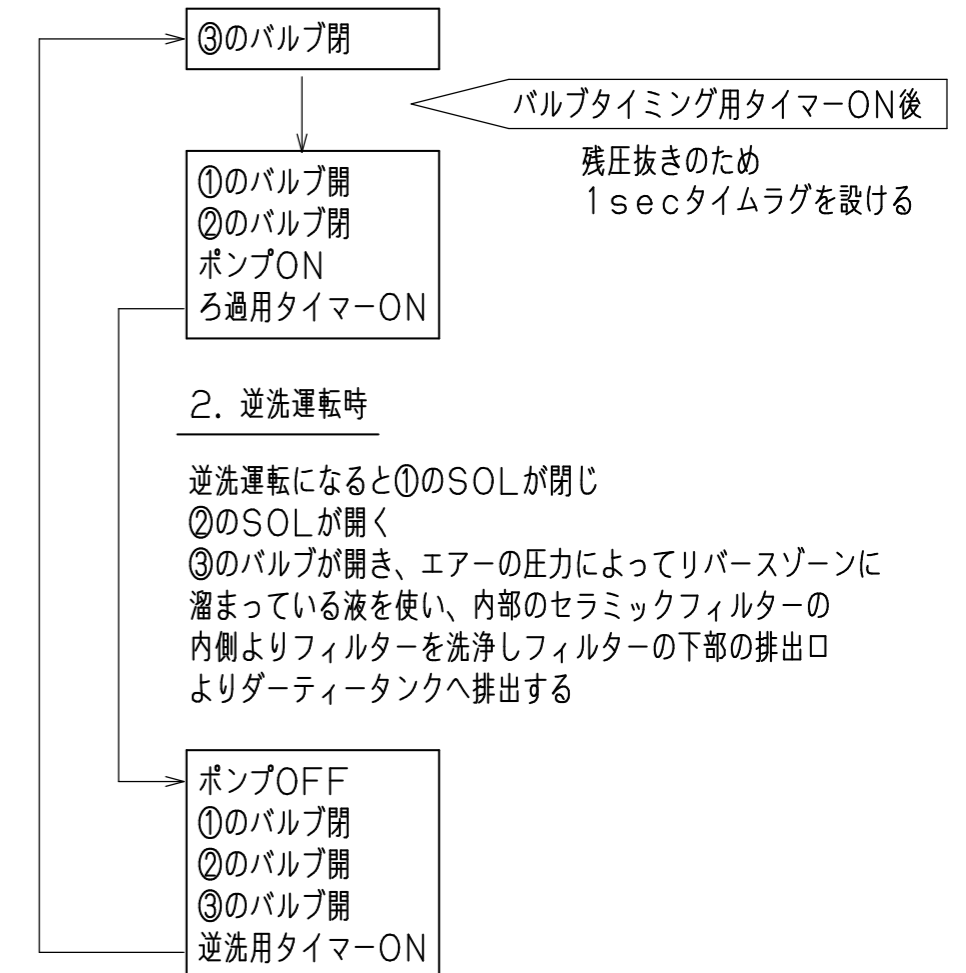 ③のバルブ閉
バルブタイミング用タイマーON後
残圧抜きのため
1secタイムラグを設ける
①のバルブ開
②のバルブ閉
ポンプON
ろ過用タイマーON
2. 逆洗運転時
逆洗運転になると①のSOLが閉じ
②のSOLが開く
③のバルブが開き、エアーの圧力によってリバースゾーンに
溜まっている液を使い、内部のセラミックフィルターの
内側よりフィルターを洗浄しフィルターの下部の排出口
よりダーティータンクへ排出する
ポンプOFF
①のバルブ閉
②のバルブ開
③のバルブ開
逆洗用タイマーON